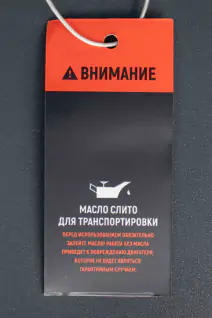 ВНИМАНИЕ
МАСЛО СЛИТО
ДЛЯ ТРАНСПОРТИРОВКИ
ПЕРЕД ИСПОЛЬЗОВАНИЕМ ОБЯЗАТЕЛЬНО
ЗАЛЕЙТЕ МАСЛО! РАБОТА БЕЗ МАСЛА
ПРИВОДИТ К ПОВРЕЖДЕНИЮ ДВИГАТЕЛЯ,
КОТОРОЕ НЕ БУДЕТ ЯВЛЯТЬСЯ
ГАРАНТИЙНЫМ СЛУЧАЕМ.